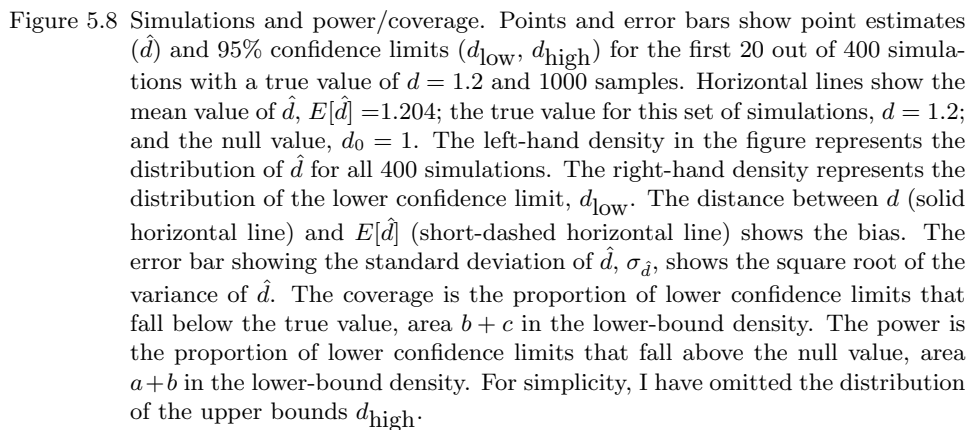 Figure 5.8 Simulations and power/coverage. Points and error bars show point estimates
(d̂) and 95% confidence limits (d_low, d_high) for the first 20 out of 400 simula-
tions with a true value of d = 1.2 and 1000 samples. Horizontal lines show the
mean value of d̂, E[d̂] =1.204; the true value for this set of simulations, d = 1.2;
and the null value, d₀ = 1. The left-hand density in the figure represents the
distribution of d̂ for all 400 simulations. The right-hand density represents the
distribution of the lower confidence limit, d_low. The distance between d (solid
horizontal line) and E[d̂] (short-dashed horizontal line) shows the bias. The
error bar showing the standard deviation of d̂, σ_d̂, shows the square root of the
variance of d̂. The coverage is the proportion of lower confidence limits that
fall below the true value, area b + c in the lower-bound density. The power is
the proportion of lower confidence limits that fall above the null value, area
a+b in the lower-bound density. For simplicity, I have omitted the distribution
of the upper bounds d_high.